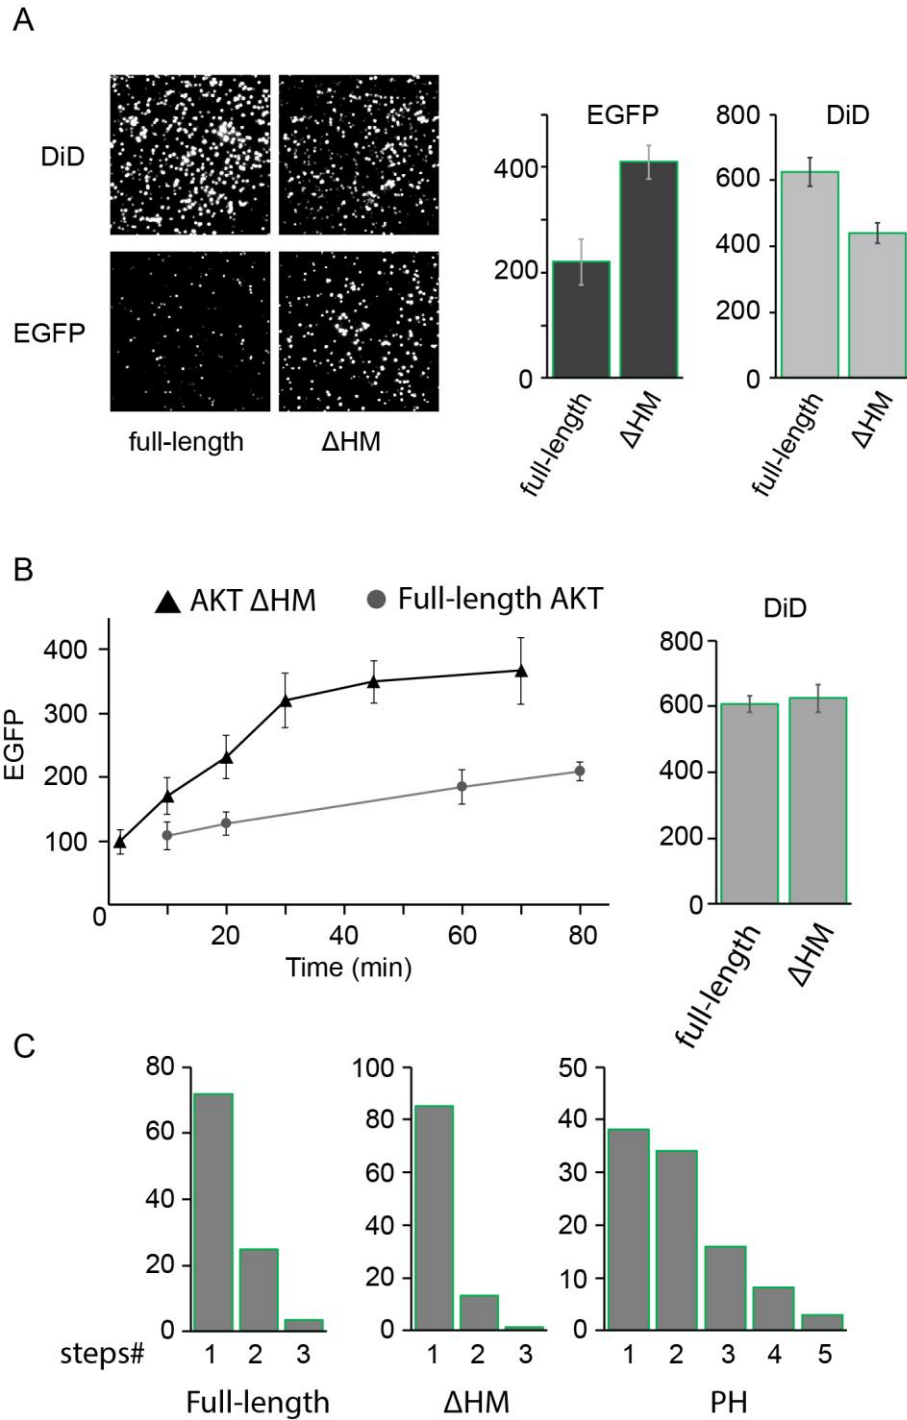 A
DiD
EGFP
full-length ΔHM
EGFP
400
200
0
full-length
ΔHM
DiD
800
600
400
200
0
full-length
ΔHM
B
AKT ΔHM Full-length AKT
EGFP
400
300
200
100
0
20 40 60 80
Time (min)
DiD
800
600
400
200
0
full-length
ΔHM
C
80
60
40
20
0
100
80
60
40
20
0
50
40
30
20
10
0
steps# 1 2 3 1 2 3 1 2 3 4 5
Full-length ΔHM PH